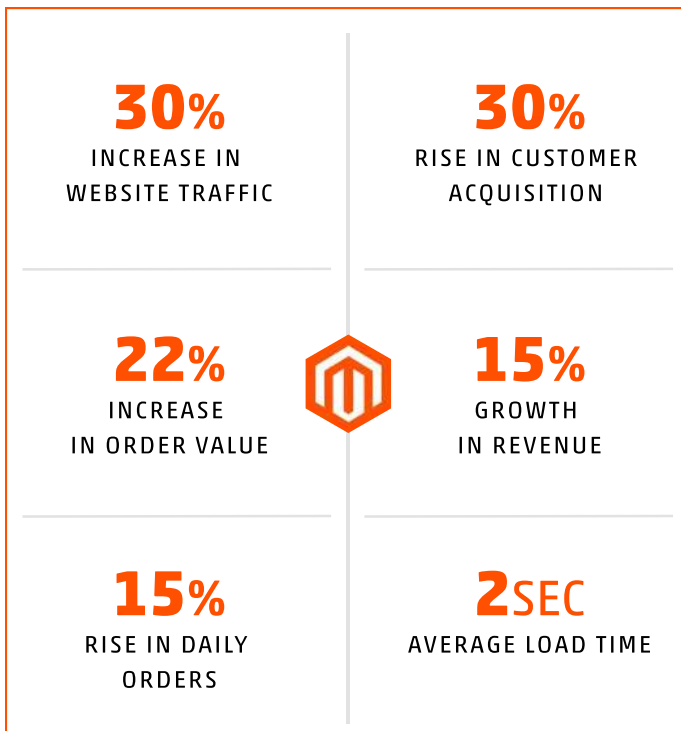 30%
INCREASE IN
WEBSITE TRAFFIC
30%
RISE IN CUSTOMER
ACQUISITION
22%
INCREASE
IN ORDER VALUE
15%
GROWTH
IN REVENUE
15%
RISE IN DAILY
ORDERS
2SEC
AVERAGE LOAD TIME